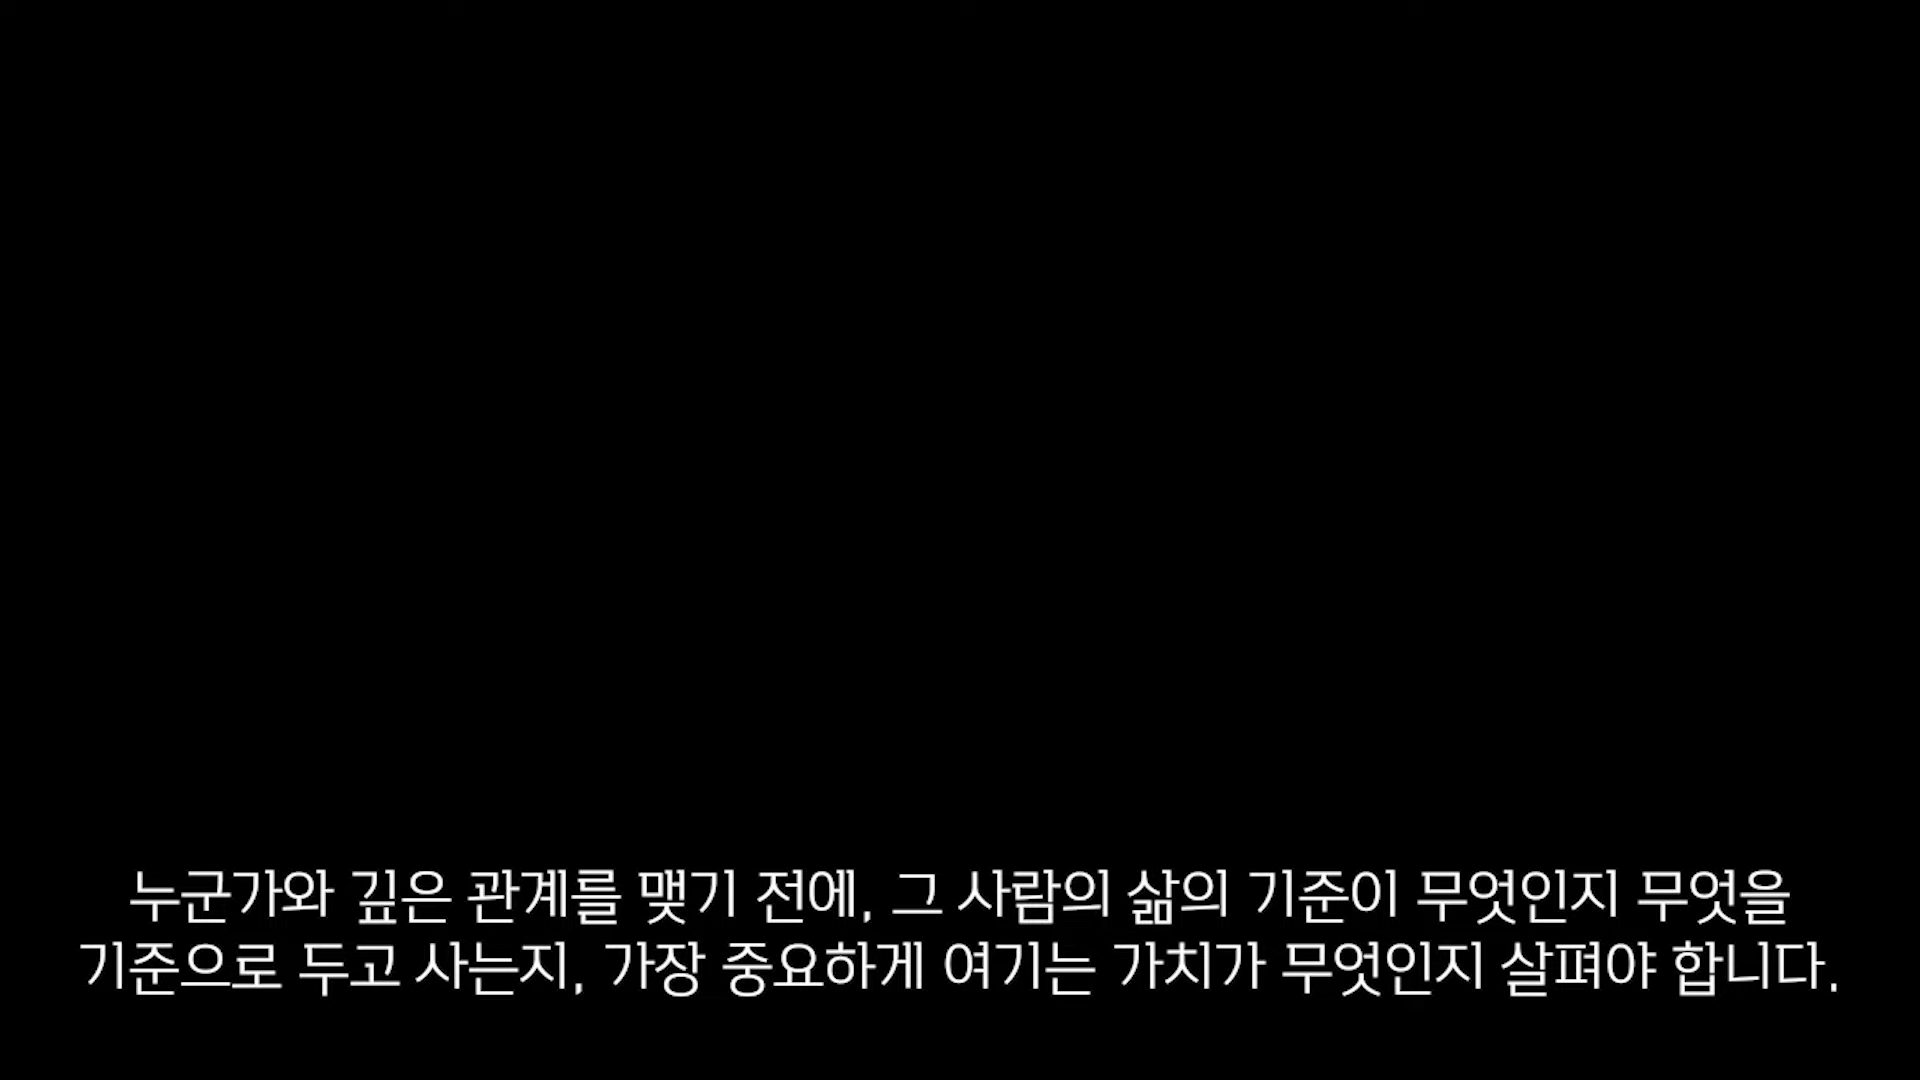 누군가와 깊은 관계를 맺기 전에, 그 사람의 삶의 기준이 무엇인지 무엇을
기준으로 두고 사는지, 가장 중요하게 여기는 가치가 무엇인지 살펴야 합니다.